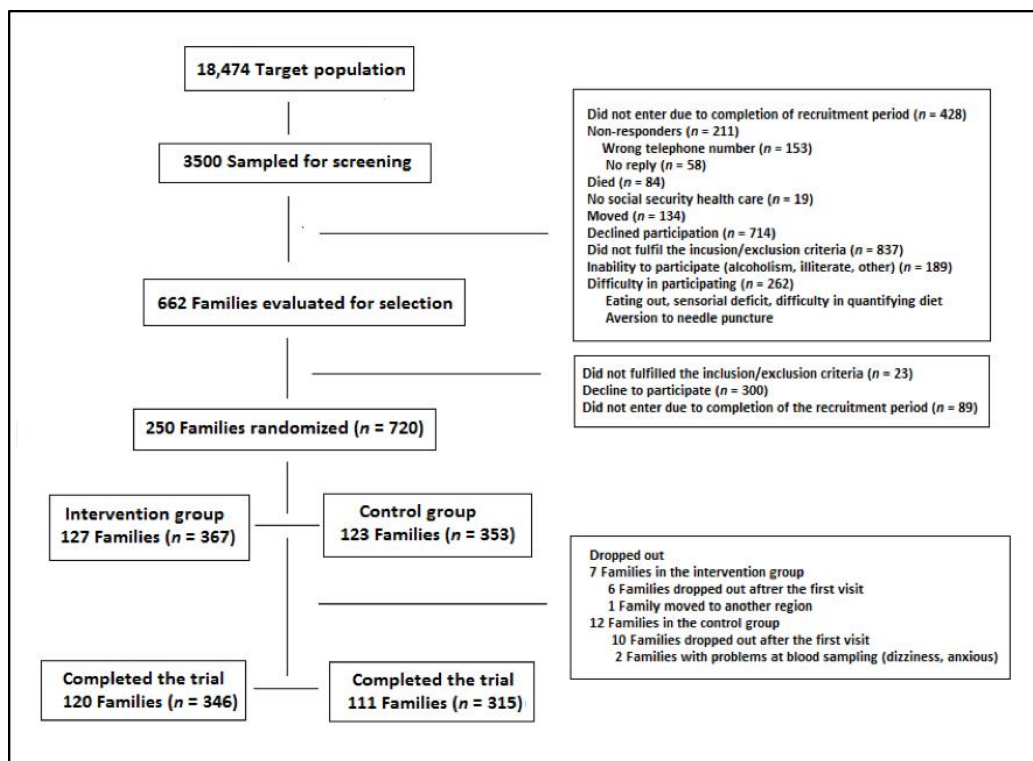 18,474 Target population
3500 Sampled for screening
Did not enter due to completion of recruitment period (n = 428)
Non-responders (n = 211)
Wrong telephone number (n = 153)
No reply (n = 58)
Died (n = 84)
No social security health care (n = 19)
Moved (n = 134)
Declined participation (n = 714)
Did not fulfil the incusion/exclusion criteria (n = 837)
Inability to participate (alcoholism, illiterate, other) (n = 189)
Difficulty in participating (n = 262)
Eating out, sensorial deficit, difficulty in quantifying diet
Aversion to needle puncture
662 Families evaluated for selection
Did not fulfilled the inclusion/exclusion criteria (n = 23)
Decline to participate (n = 300)
Did not enter due to completion of the recruitment period (n = 89)
250 Families randomized (n = 720)
Intervention group
127 Families (n = 367)
Control group
123 Families (n = 353)
Dropped out
7 Families in the intervention group
6 Families dropped out aftrer the first visit
1 Family moved to another region
12 Families in the control group
10 Families dropped out after the first visit
2 Families with problems at blood sampling (dizziness, anxious)
Completed the trial
120 Families (n = 346)
Completed the trial
111 Families (n = 315)